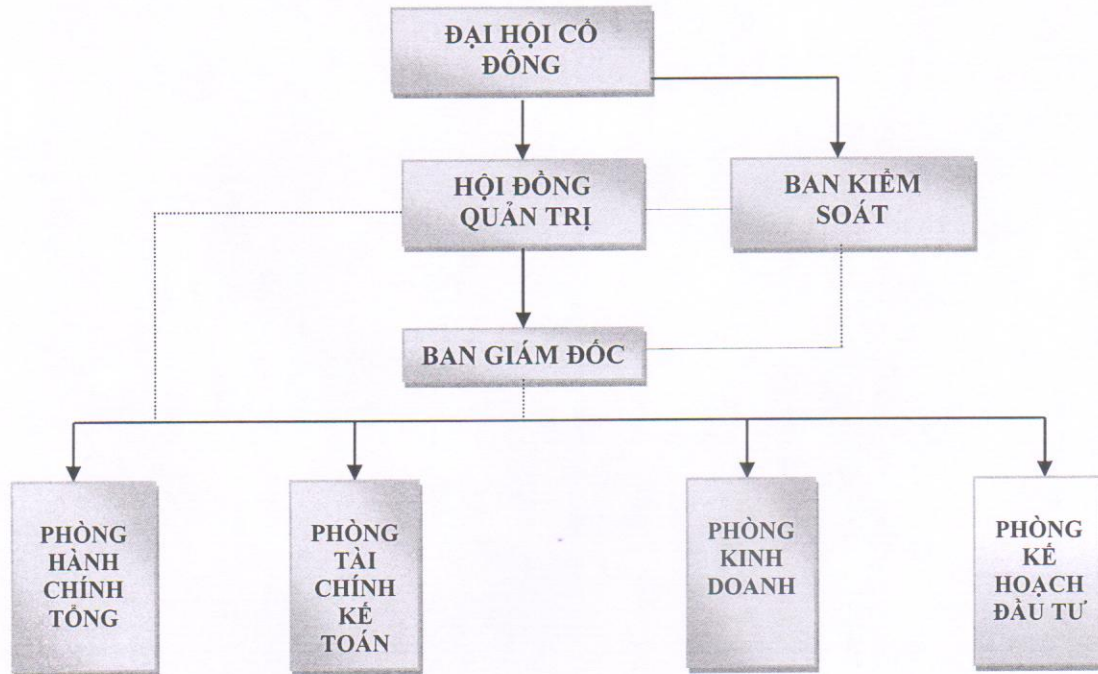 ĐẠI HỘI CỔ
ĐÔNG
HỘI ĐỒNG
QUẢN TRỊ
BAN KIỂM
SOÁT
BAN GIÁM ĐỐC
PHÒNG
HÀNH
CHÍNH
TỔNG
PHÒNG
TÀI
CHÍNH
KẾ
TOÁN
PHÒNG
KINH
DOANH
PHÒNG
KẾ
HOẠCH
ĐẦU TƯ